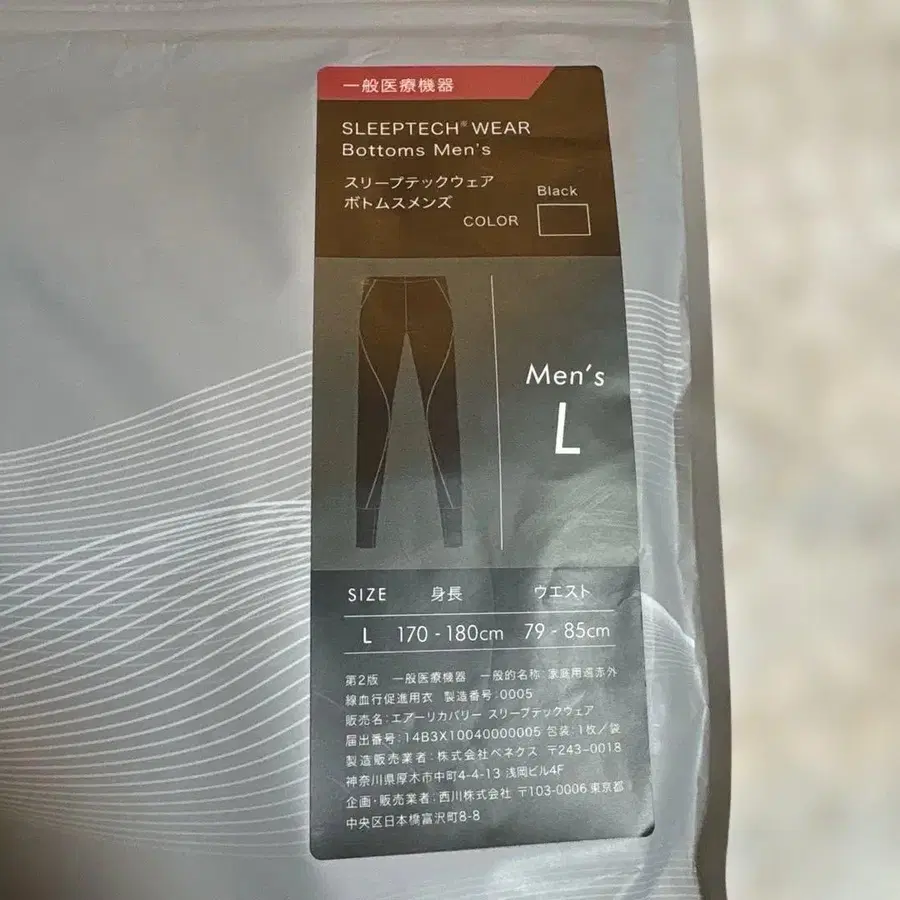 一般医療機器
SLEEPTECH® WEAR
Bottoms Men's
スリープテックウェア
ボトムスメンズ
COLOR
Black
Men's
L
SIZE 身長 ウエスト
L 170 - 180cm 79 - 85cm
第2版 一般医療機器 一般的名称:家庭用遠赤外
線血行促進用衣 製造番号:0005
販売名:エアーリカバリー スリープテックウェア
届出番号:14B3X10040000005 包装:1枚/袋
製造販売業者:株式会社ベネクス 〒243-0018
神奈川県厚木市中町4-4-13 浅岡ビル4F
企画・販売業者:西川株式会社 〒103-0006 東京都
中央区日本橋富沢町8-8